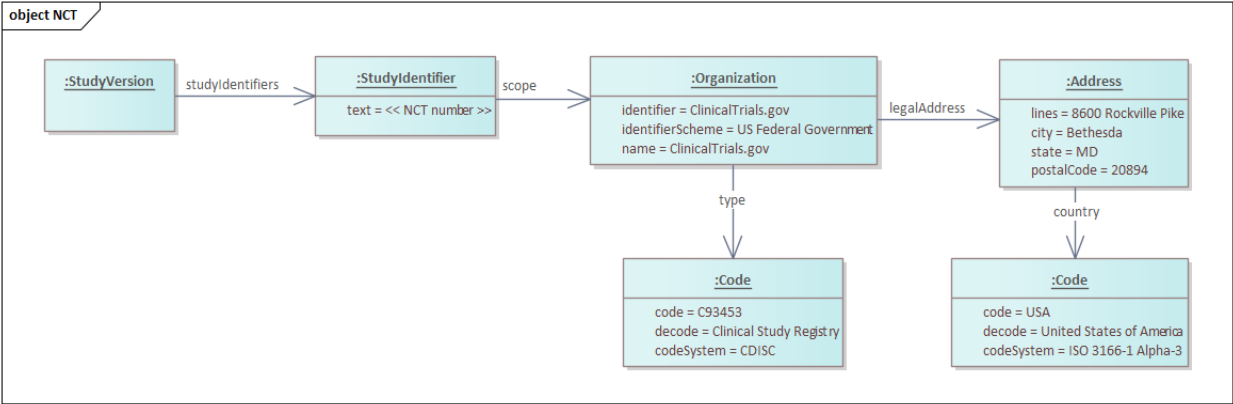 object NCT
:StudyVersion
studyIdentifiers
:StudyIdentifier
text = << NCT number >>
scope
:Organization
identifier = ClinicalTrials.gov
identifierScheme = US Federal Government
name = ClinicalTrials.gov
legalAddress
:Address
lines = 8600 Rockville Pike
city = Bethesda
state = MD
postalCode = 20894
type
country
:Code
code = C93453
decode = Clinical Study Registry
codeSystem = CDISC
:Code
code = USA
decode = United States of America
codeSystem = ISO 3166-1 Alpha-3